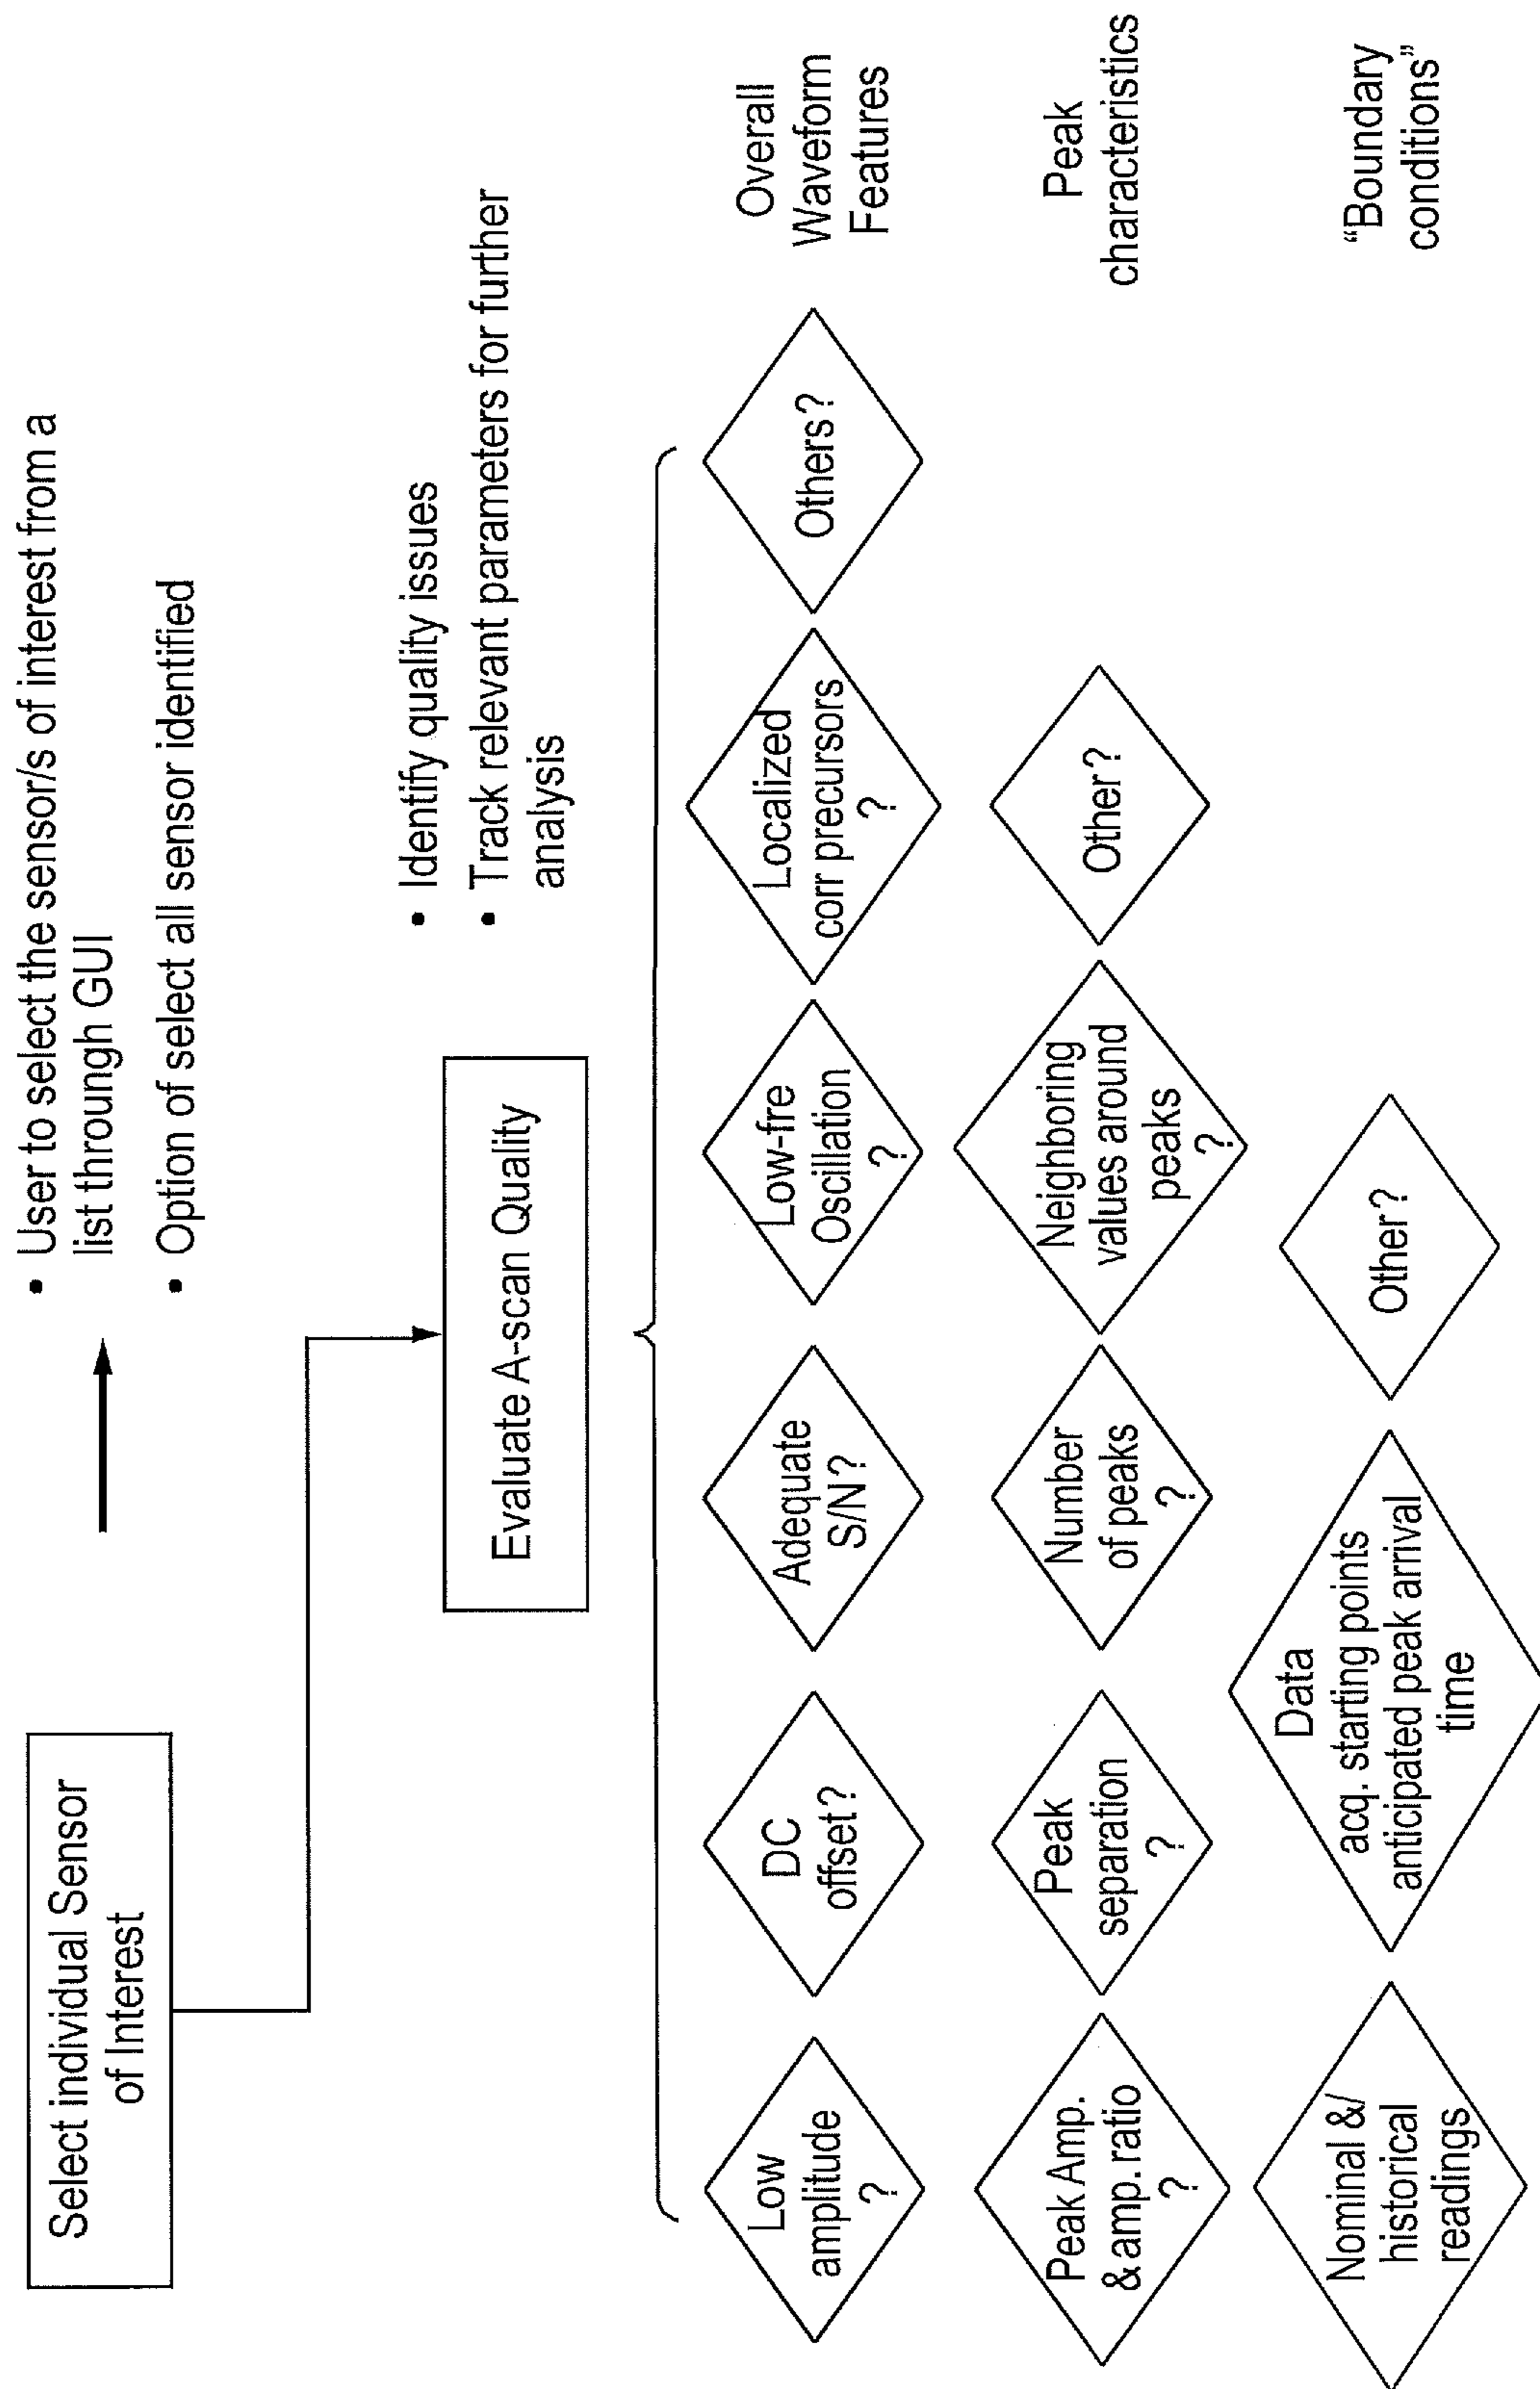 Select individual Sensor
of Interest
• User to select the sensor/s of interest from a
list throungh GUI
• Option of select all sensor identified
Evaluate A-scan Quality
• Identify quality issues
• Track relevant parameters for further
analysis
Low
amplitude
?
DC
offset?
Adequate
S/N?
Low-fre
Oscillation
?
Localized
corr precursors
?
Others?
Overall
Waveform
Features
Peak Amp.
& amp. ratio
?
Peak
separation
?
Number
of peaks
?
Neighboring
values around
peaks
?
Other?
Peak
characteristics
Nominal &/
historical
readings
Data
acq. starting points
anticipated peak arrival
time
Other?
“Boundary
conditions”